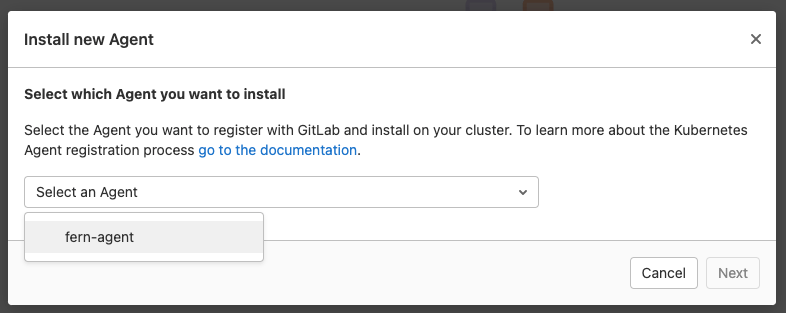 Install new Agent
Select which Agent you want to install
Select the Agent you want to register with GitLab and install on your cluster. To learn more about the Kubernetes
Agent registration process go to the documentation.
Select an Agent
fern-agent
Cancel
Next